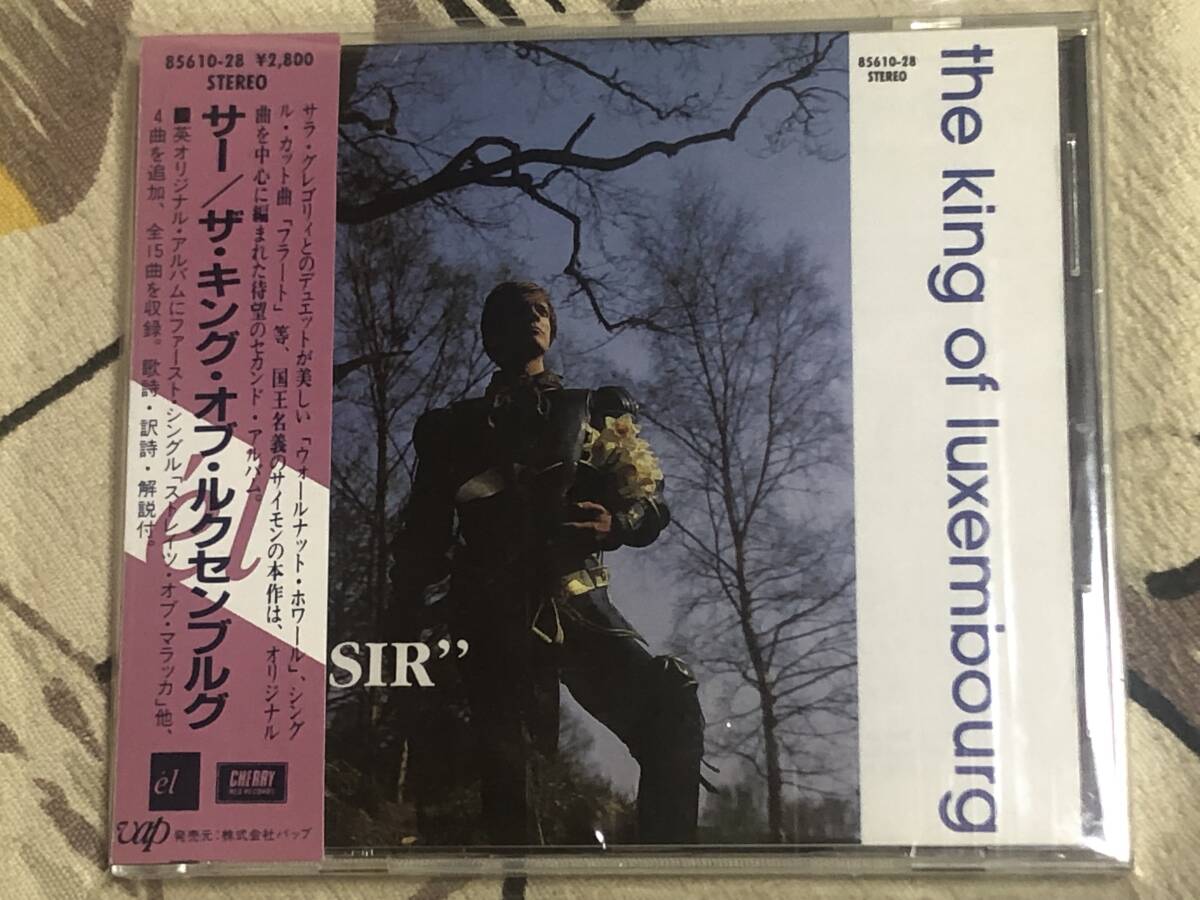 85610-28 ¥2,800
STEREO
サラ・グレゴリィとのデュエットが美しい「ウォールナット・ホワール」、シング
ル・カット曲「フラート」等、国王名義のサイモンの本作は、オリジナル
曲を中心に編まれた待望のセカンド・アルバム。
サー/ザ・キング・オブ・ルクセンブルグ
■英オリジナル・アルバムにファースト・シングル「ストレイツ・オブ・マラッカ」他、
4曲を追加、全15曲を収録。歌詩・訳詩・解説付。
él
él
CHERRY
RED RECORDS
vap 発売元:株式会社バップ
SIR”
85610-28
STEREO
the king of luxembourg